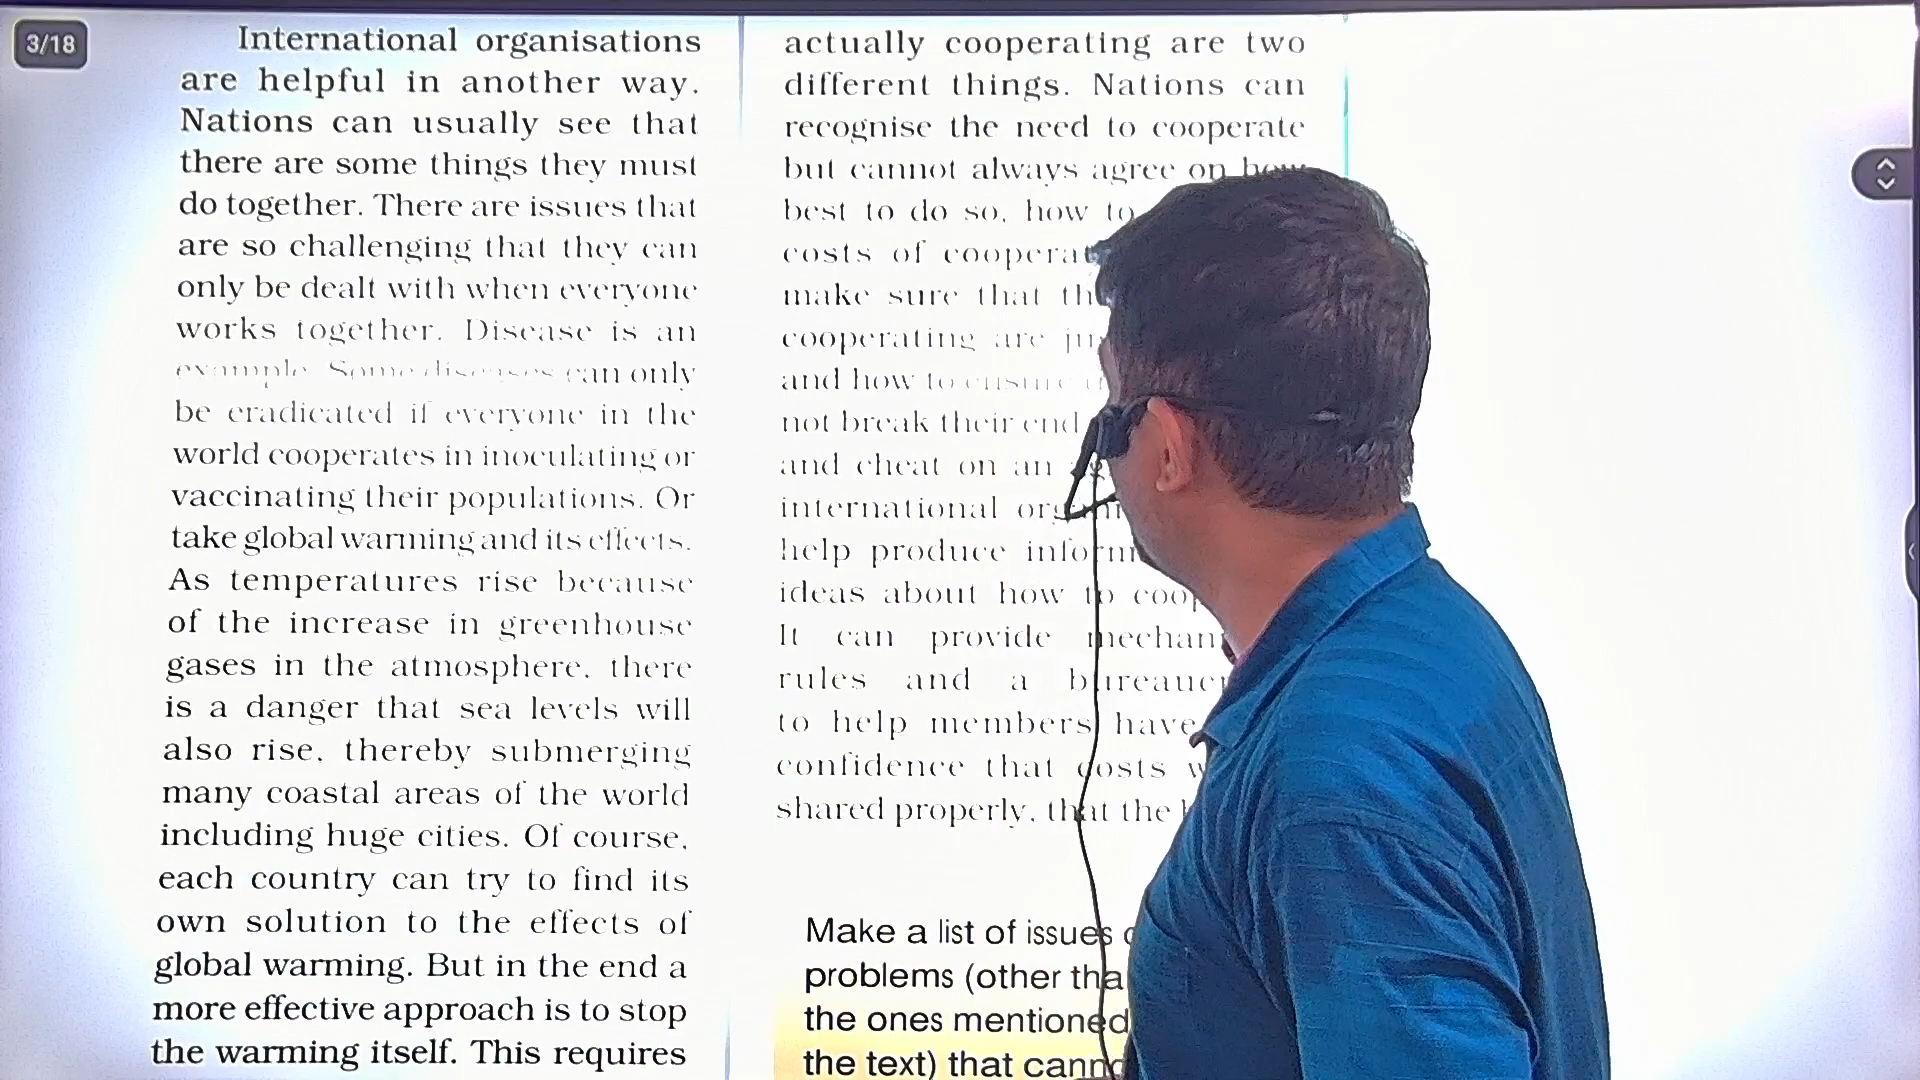 3/18
International organisations
are helpful in another way.
Nations can usually see that
there are some things they must
do together. There are issues that
are so challenging that they can
only be dealt with when everyone
works together. Disease is an
example. Some diseases can only
be eradicated if everyone in the
world cooperates in inoculating or
vaccinating their populations. Or
take global warming and its effects.
As temperatures rise because
of the increase in greenhouse
gases in the atmosphere, there
is a danger that sea levels will
also rise, thereby submerging
many coastal areas of the world
including huge cities. Of course,
each country can try to find its
own solution to the effects of
global warming. But in the end a
more effective approach is to stop
the warming itself. This requires
actually cooperating are two
different things. Nations can
recognise the need to cooperate
but cannot always agree on how
best to do so, how to
costs of
make sure that
cooperating are
and how to ensure
not break their end
and cheat on an
international
help produce
ideas about how to
It can provide
rules and a
to help members have
confidence that costs
shared properly, that the
Make a list of issues
problems (other
the ones mentioned
the text) that